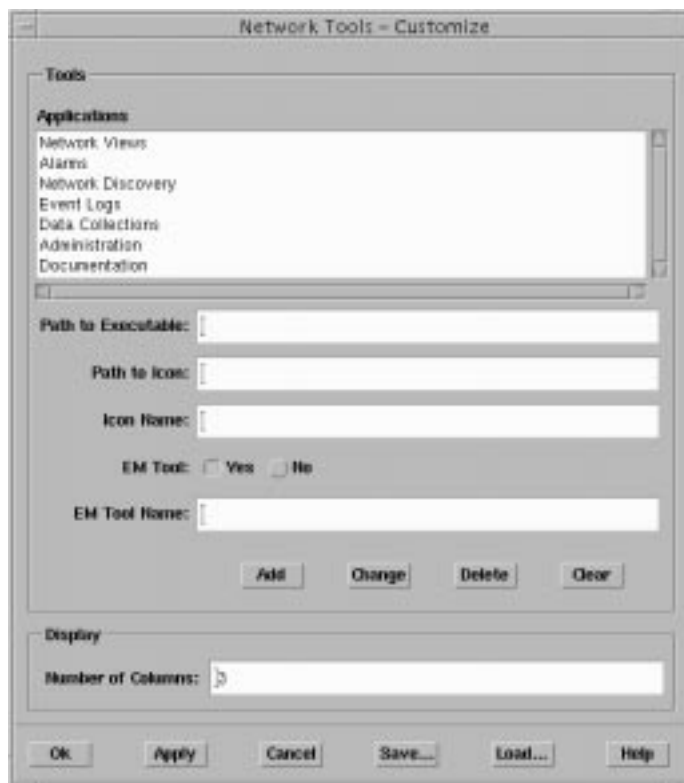 Network Tools – Customize
Tools
Applications
Network Views
Alarms
Network Discovery
Event Logs
Data Collections
Administration
Documentation
Path to Executable:
Path to Icon:
Icon Name:
EM Tool: Yes No
EM Tool Name:
Add Change Delete Clear
Display
Number of Columns: 3
Ok Apply Cancel Save... Load... Help